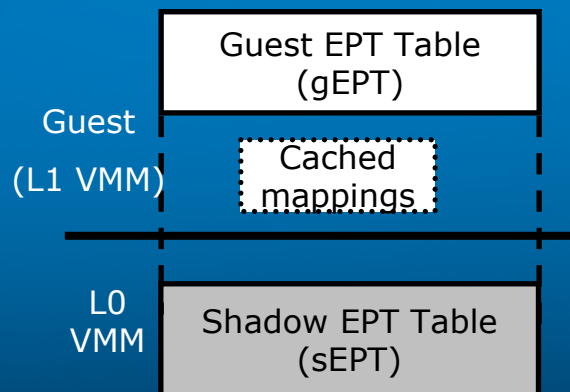 Guest EPT Table
(gEPT)
Guest
(L1 VMM)
Cached
mappings
L0
VMM
Shadow EPT Table
(sEPT)